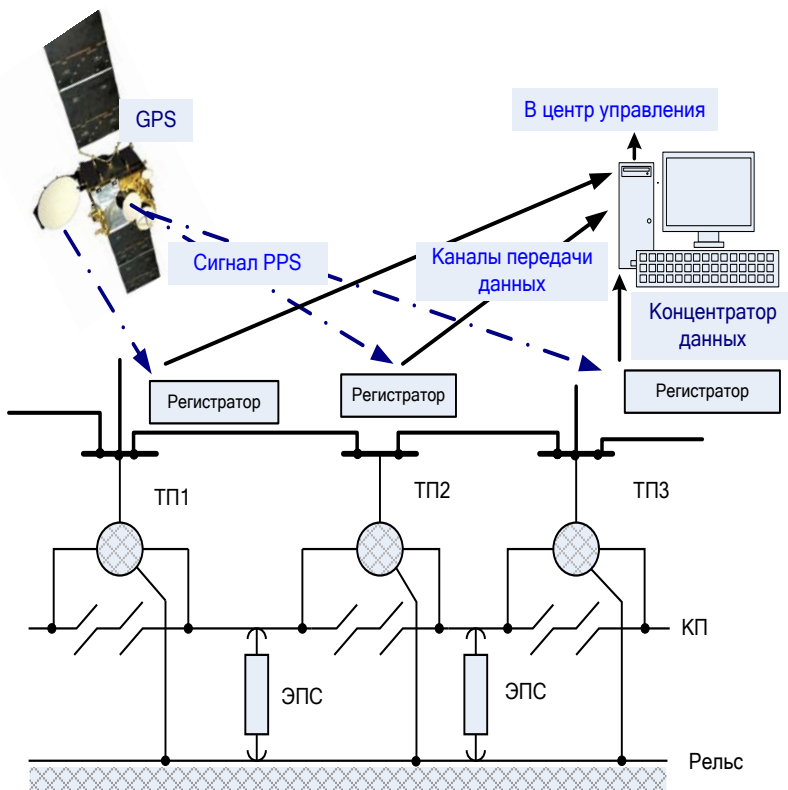 GPS
В центр управления
Сигнал PPS
Каналы передачи
данных
Концентратор
данных
Регистратор
Регистратор
Регистратор
ТП1
ТП2
ТП3
КП
ЭПС
ЭПС
Рельс